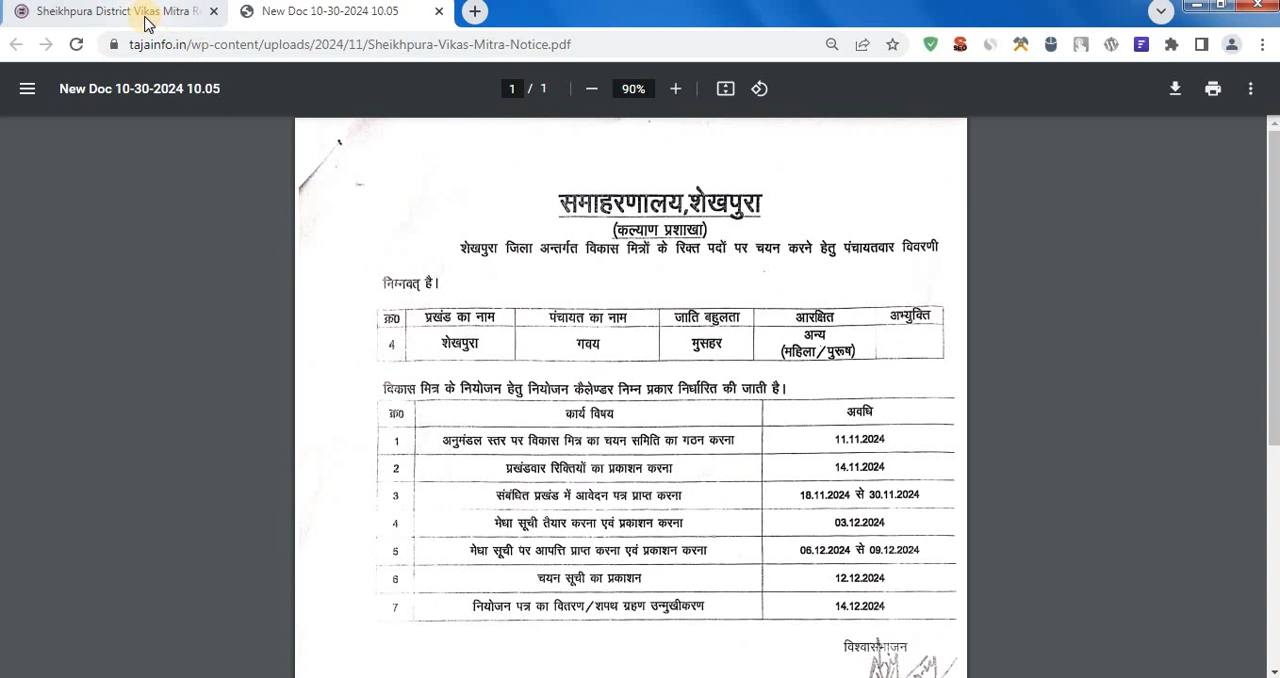 Sheikhpura District Vikas Mitra R
New Doc 10-30-2024 10.05
tajainfo.in/wp-content/uploads/2024/11/Sheikhpura-Vikas-Mitra-Notice.pdf
SEO
New Doc 10-30-2024 10.05
1 / 1
90%
समाहरणालय,शेखपुरा
(कल्याण प्रशाखा)
शेखपुरा जिला अन्तर्गत विकास मित्रों के रिक्त पदों पर चयन करने हेतु पंचायतवार विवरणी
निम्नवत् है।
क्र0 प्रखंड का नाम पंचायत का नाम जाति बहुलता आरक्षित अभ्युक्ति
4 शेखपुरा गवय मुसहर अन्य
(महिला/पुरूष)
विकास मित्र के नियोजन हेतु नियोजन कैलेण्डर निम्न प्रकार निर्धारित की जाती है।
क्र0 कार्य विषय अवधि
1 अनुमंडल स्तर पर विकास मित्र का चयन समिति का गठन करना 11.11.2024
2 प्रखंडवार रिक्तियों का प्रकाशन करना 14.11.2024
3 संबंधित प्रखंड में आवेदन पत्र प्राप्त करना 18.11.2024 से 30.11.2024
4 मेधा सूची तैयार करना एवं प्रकाशन करना 03.12.2024
5 मेधा सूची पर आपत्ति प्राप्त करना एवं प्रकाशन करना 06.12.2024 से 09.12.2024
6 चयन सूची का प्रकाशन 12.12.2024
7 नियोजन पत्र का वितरण/शपथ ग्रहण उन्मुखीकरण 14.12.2024
विश्वासभाजन